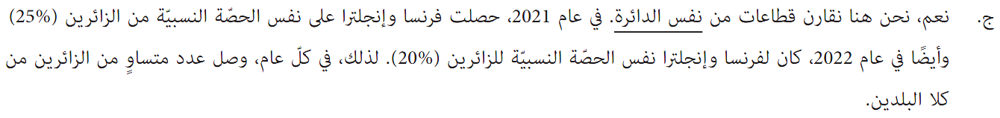 ج. نعم، نحن هنا نقارن قطاعات من نفس الدائرة. في عام 2021، حصلت فرنسا وإنجلترا على نفس الحصّة النسبيّة من الزائرين (25%)
وأيضًا في عام 2022، كان لفرنسا وإنجلترا نفس الحصّة النسبيّة للزائرين (20%). لذلك، في كلّ عام، وصل عدد متساوٍ من الزائرين من
كلا البلدين.